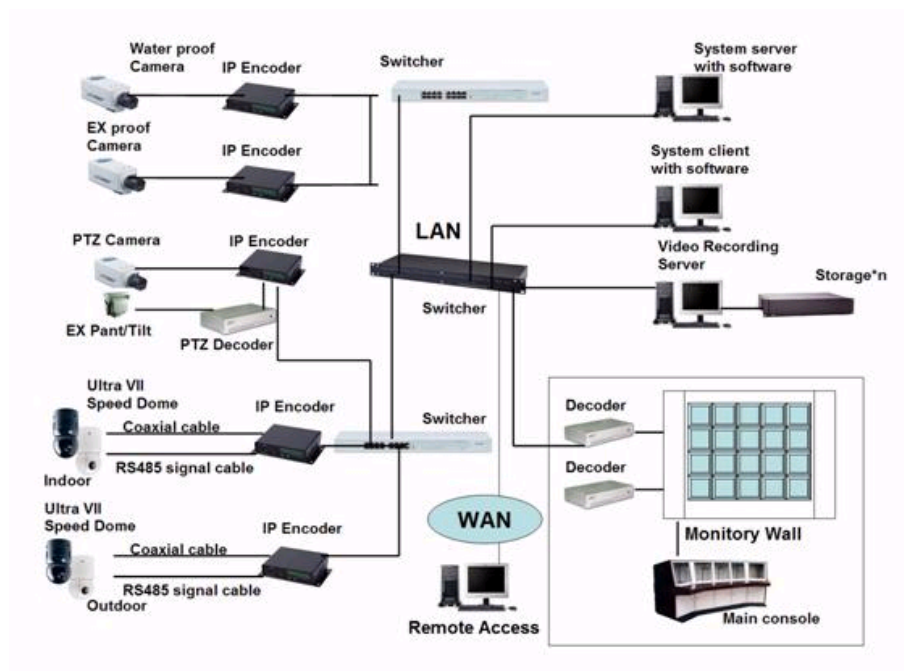 Water proof
Camera
IP Encoder
Switcher
System server
with software
EX proof
Camera
IP Encoder
System client
with software
PTZ Camera
IP Encoder
LAN
Video Recording
Server
Storage*n
Switcher
EX Pant/Tilt
PTZ Decoder
Ultra VII
Speed Dome
IP Encoder
Switcher
Decoder
Coaxial cable
RS485 signal cable
Indoor
Decoder
Ultra VII
Speed Dome
IP Encoder
WAN
Monitory Wall
Coaxial cable
RS485 signal cable
Outdoor
Remote Access
Main console